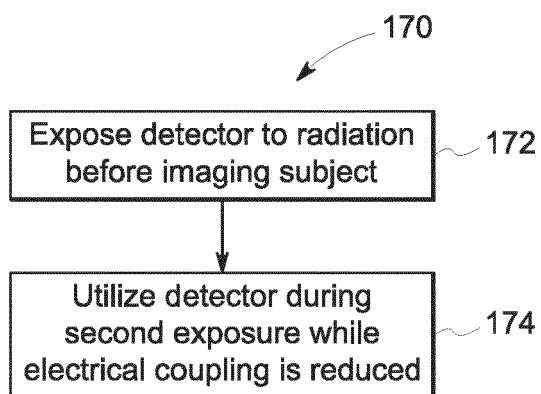 170
Expose detector to radiation
before imaging subject
172
Utilize detector during
second exposure while
electrical coupling is reduced
174